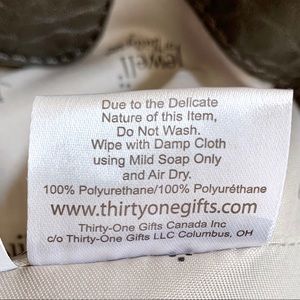 Jewell
Due to the Delicate
Nature of this Item,
Do Not Wash.
Wipe with Damp Cloth
using Mild Soap Only
and Air Dry.
100% Polyurethane/100% Polyuréthane
www.thirtyonegifts.com
Thirty-One Gifts Canada Inc
c/o Thirty-One Gifts LLC Columbus, OH